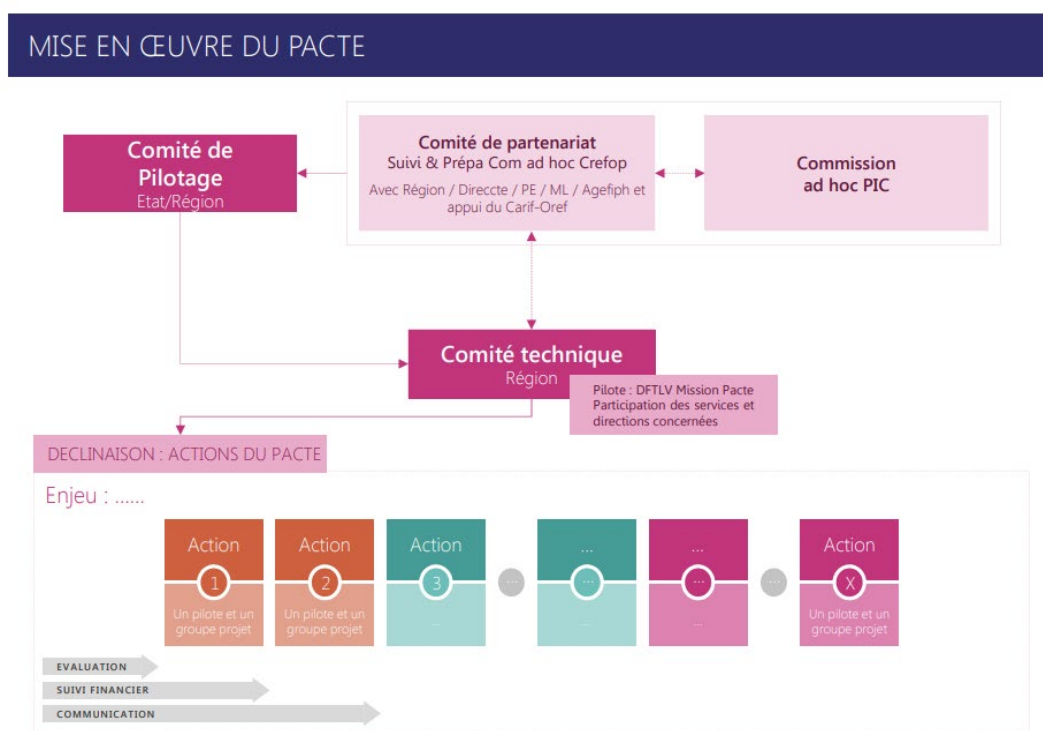 MISE EN ŒUVRE DU PACTE
Comité de
Pilotage
Etat/Région
Comité de partenariat
Suivi & Prépa Com ad hoc Crefop
Avec Région / Direccte / PE / ML / Agefiph et
appui du Carif-Oref
Commission
ad hoc PIC
Comité technique
Région
Pilote : DFTLV Mission Pacte
Participation des services et
directions concernées
DECLINAISON : ACTIONS DU PACTE
Enjeu : ......
Action
1
Un pilote et un
groupe projet
Action
2
Un pilote et un
groupe projet
Action
3
...
...
...
...
...
...
...
...
...
Action
X
Un pilote et un
groupe projet
EVALUATION
SUIVI FINANCIER
COMMUNICATION